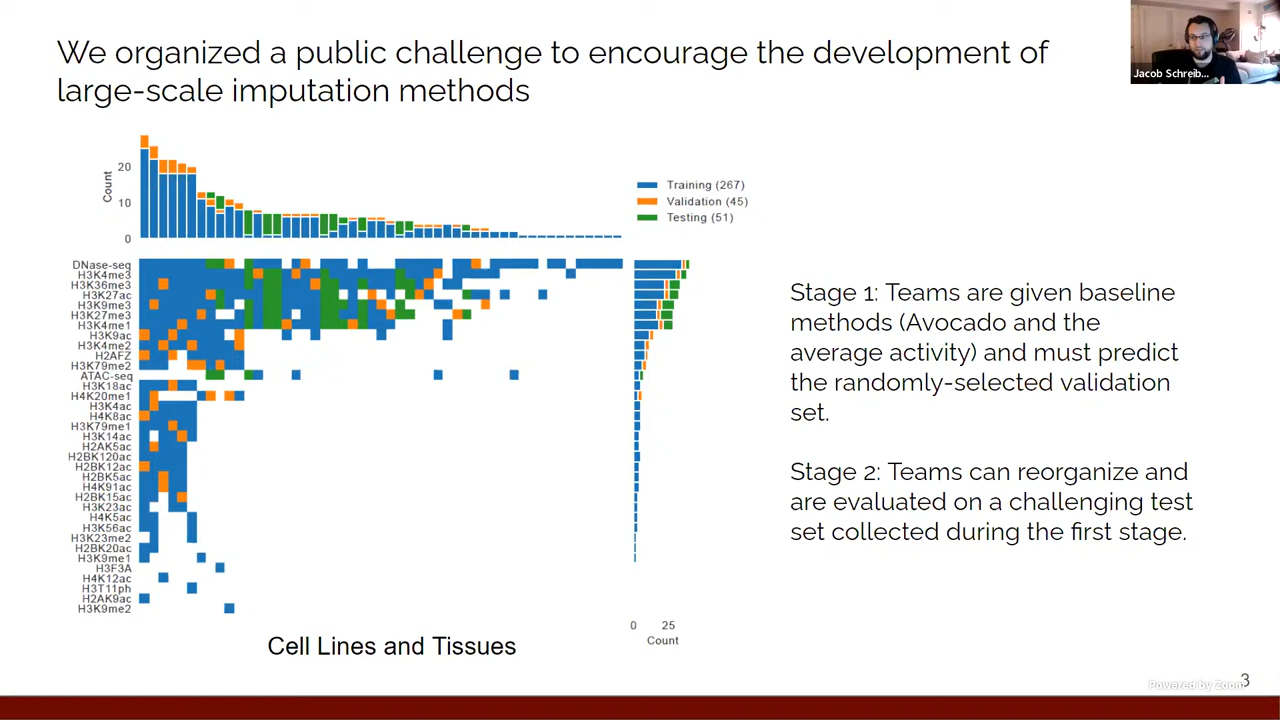 We organized a public challenge to encourage the development of
large-scale imputation methods
Jacob Schreib...
20
10
0
Count
Training (267)
Validation (45)
Testing (51)
DNase-seq
H3K4me3
H3K36me3
H3K27ac
H3K9me3
H3K27me3
H3K4me1
H3K9ac
H3K4me2
H2AFZ
H3K79me2
ATAC-seq
H3K18ac
H4K20me1
H3K4ac
H4K8ac
H3K79me1
H3K14ac
H2AK5ac
H2BK120ac
H2BK12ac
H2BK5ac
H4K91ac
H2BK15ac
H3K23ac
H4K5ac
H3K56ac
H3K23me2
H2BK20ac
H3K9me1
H3F3A
H4K12ac
H3T11ph
H2AK9ac
H3K9me2
Cell Lines and Tissues
0 25
Count
Stage 1: Teams are given baseline
methods (Avocado and the
average activity) and must predict
the randomly-selected validation
set.
Stage 2: Teams can reorganize and
are evaluated on a challenging test
set collected during the first stage.
Powered by Zoom
3